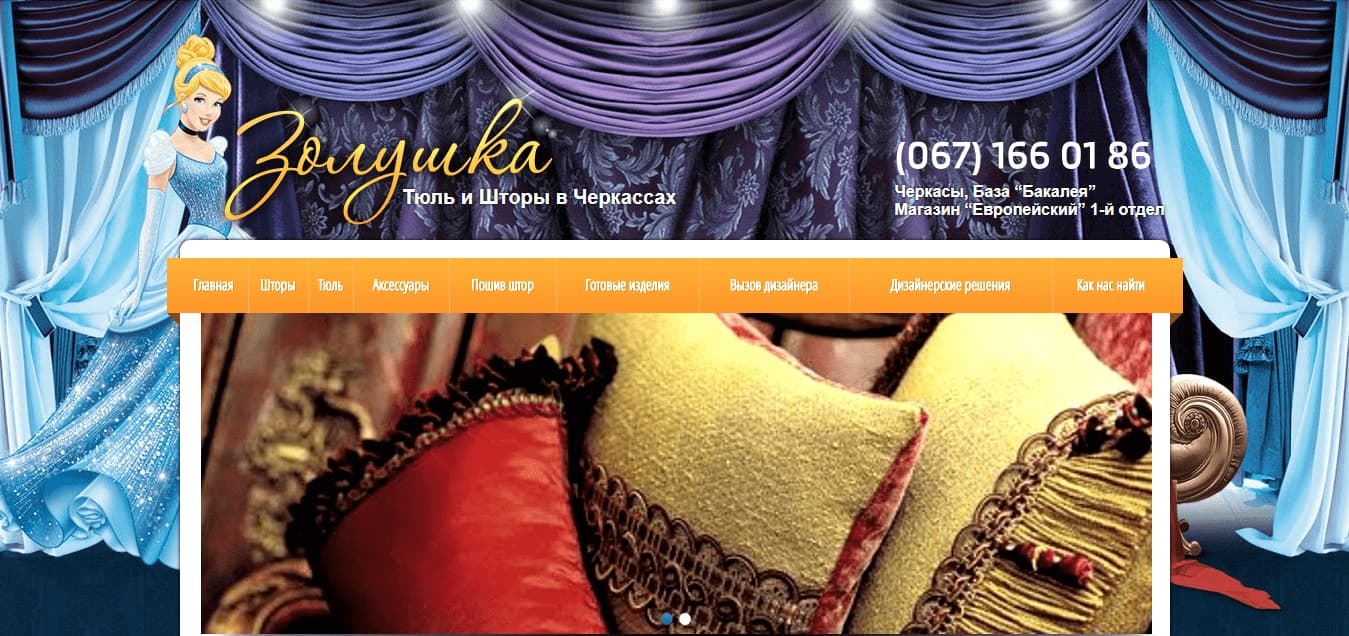 Золушка
Тюль и Шторы в Черкассах
(067) 166 01 86
Черкасы, База “Бакалея”
Магазин “Европейский” 1-й отдел
Главная Шторы Тюль Аксессуары Пошив штор Готовые изделия Вызов дизайнера Дизайнерские решения Как нас найти